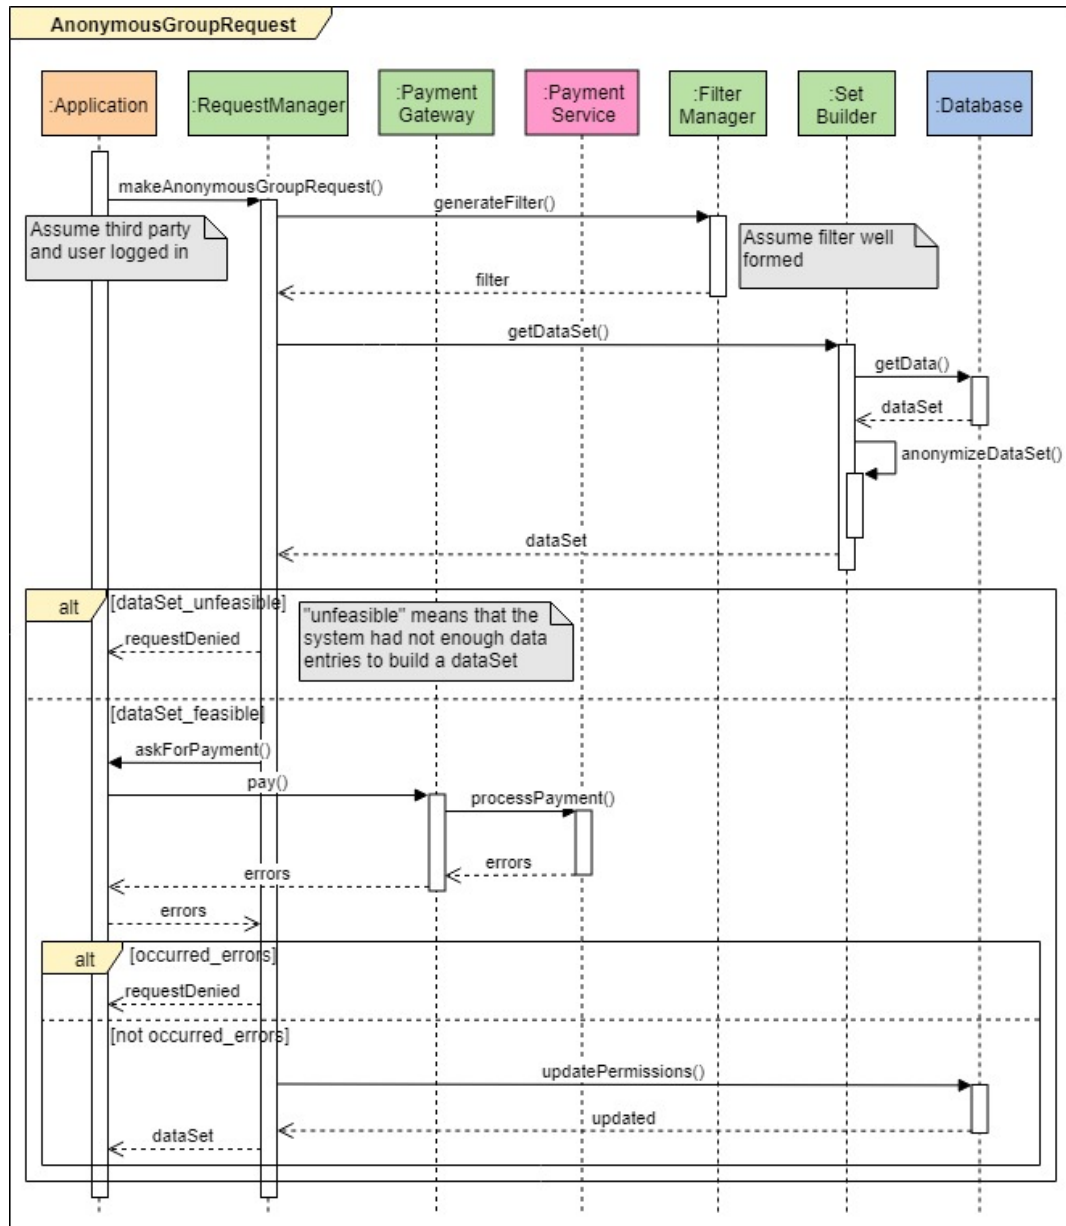 AnonymousGroupRequest
:Application
:RequestManager
:Payment
Gateway
:Payment
Service
:Filter
Manager
:Set
Builder
:Database
makeAnonymousGroupRequest()
generateFilter()
Assume third party
and user logged in
Assume filter well
formed
filter
getDataSet()
getData()
dataSet
anonymizeDataSet()
dataSet
alt
[dataSet_unfeasible]
"unfeasible" means that the
system had not enough data
entries to build a dataSet
requestDenied
[dataSet_feasible]
askForPayment()
pay()
processPayment()
errors
errors
errors
alt
[occurred_errors]
requestDenied
[not occurred_errors]
updatePermissions()
updated
dataSet